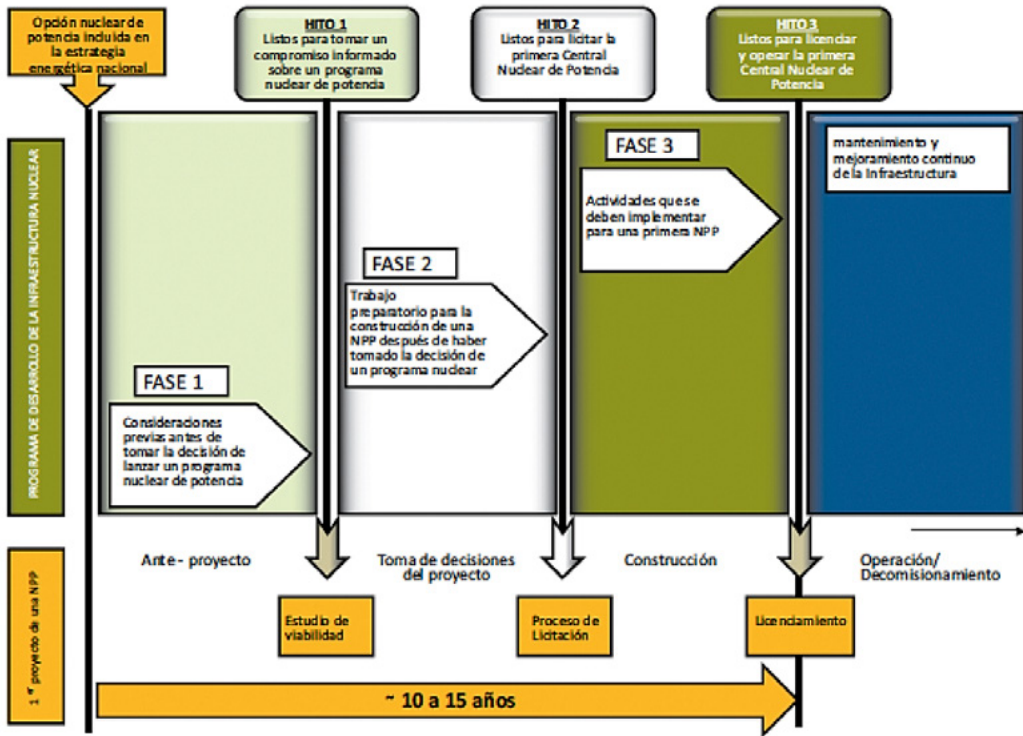 Opción nuclear de
potencia incluida en
la estrategia
energética nacional
HITO 1
Listos para tomar un
compromiso informado
sobre un programa
nuclear de potencia
HITO 2
Listos para licitar la
primera Central
Nuclear de Potencia
HITO 3
Listos para licenciar
y operar la primera
Central Nuclear de
Potencia
PROGRAMA DE DESARROLLO DE LA INFRAESTRUCTURA NUCLEAR
FASE 1
Consideraciones
previas antes de
tomar la decisión de
lanzar un programa
nuclear de potencia
FASE 2
Trabajo
preparatorio para la
construcción de una
NPP después de haber
tomado la decisión de
un programa nuclear
FASE 3
Actividades que se
deben implementar
para una primera NPP
mantenimiento y
mejoramiento continuo
de la Infraestructura
1er proyecto de una NPP
Ante - proyecto
Toma de decisiones
del proyecto
Construcción
Operación/
Decomisionamiento
Estudio de
viabilidad
Proceso de
Licitación
Licenciamiento
~ 10 a 15 años